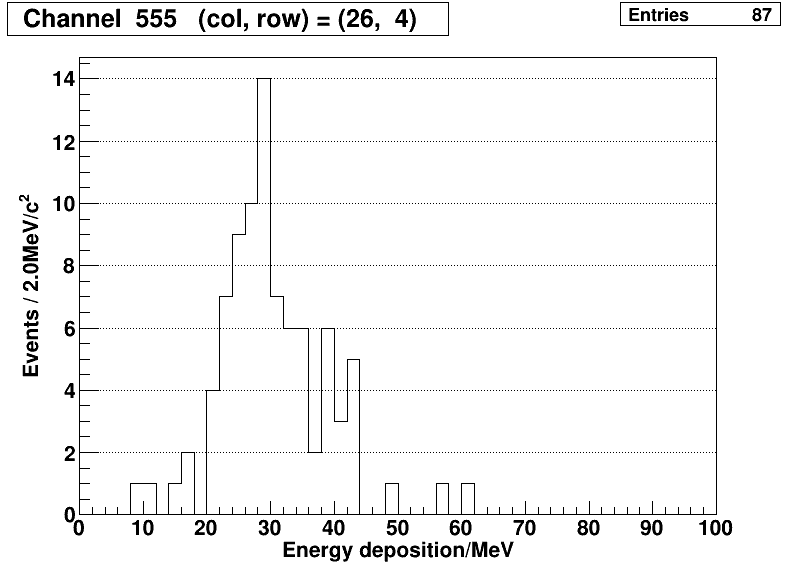 Channel 555 (col, row) = (26, 4)
Entries 87
Events / 2.0MeV/c²
14
12
10
8
6
4
2
0
0 10 20 30 40 50 60 70 80 90 100
Energy deposition/MeV